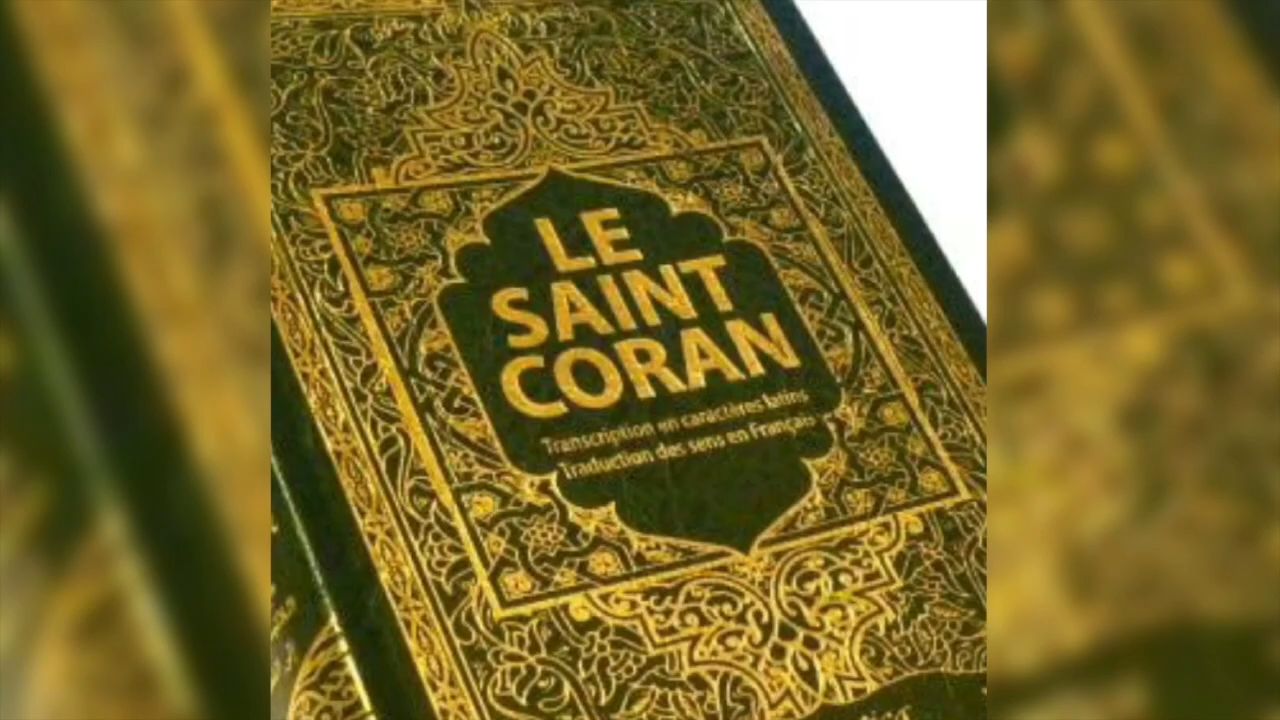 LE
SAINT
CORAN
Transcription en caractères latins
Traduction des sens en Français